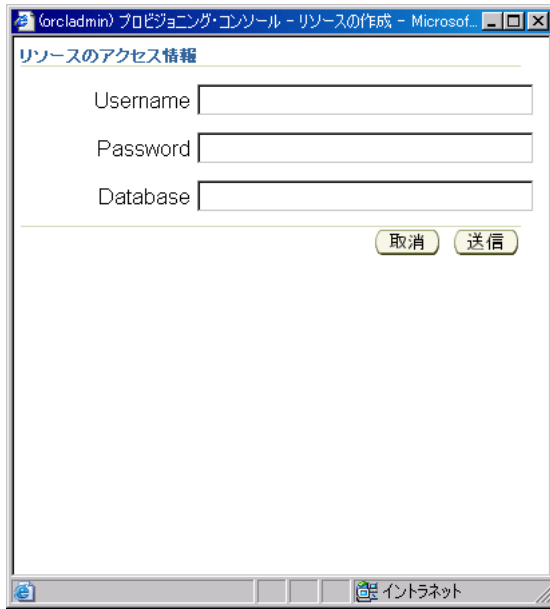 (orcladmin) プロビジョニング・コンソール - リソースの作成 - Microsof...
リソースのアクセス情報
Username
Password
Database
取消 送信
イントラネット